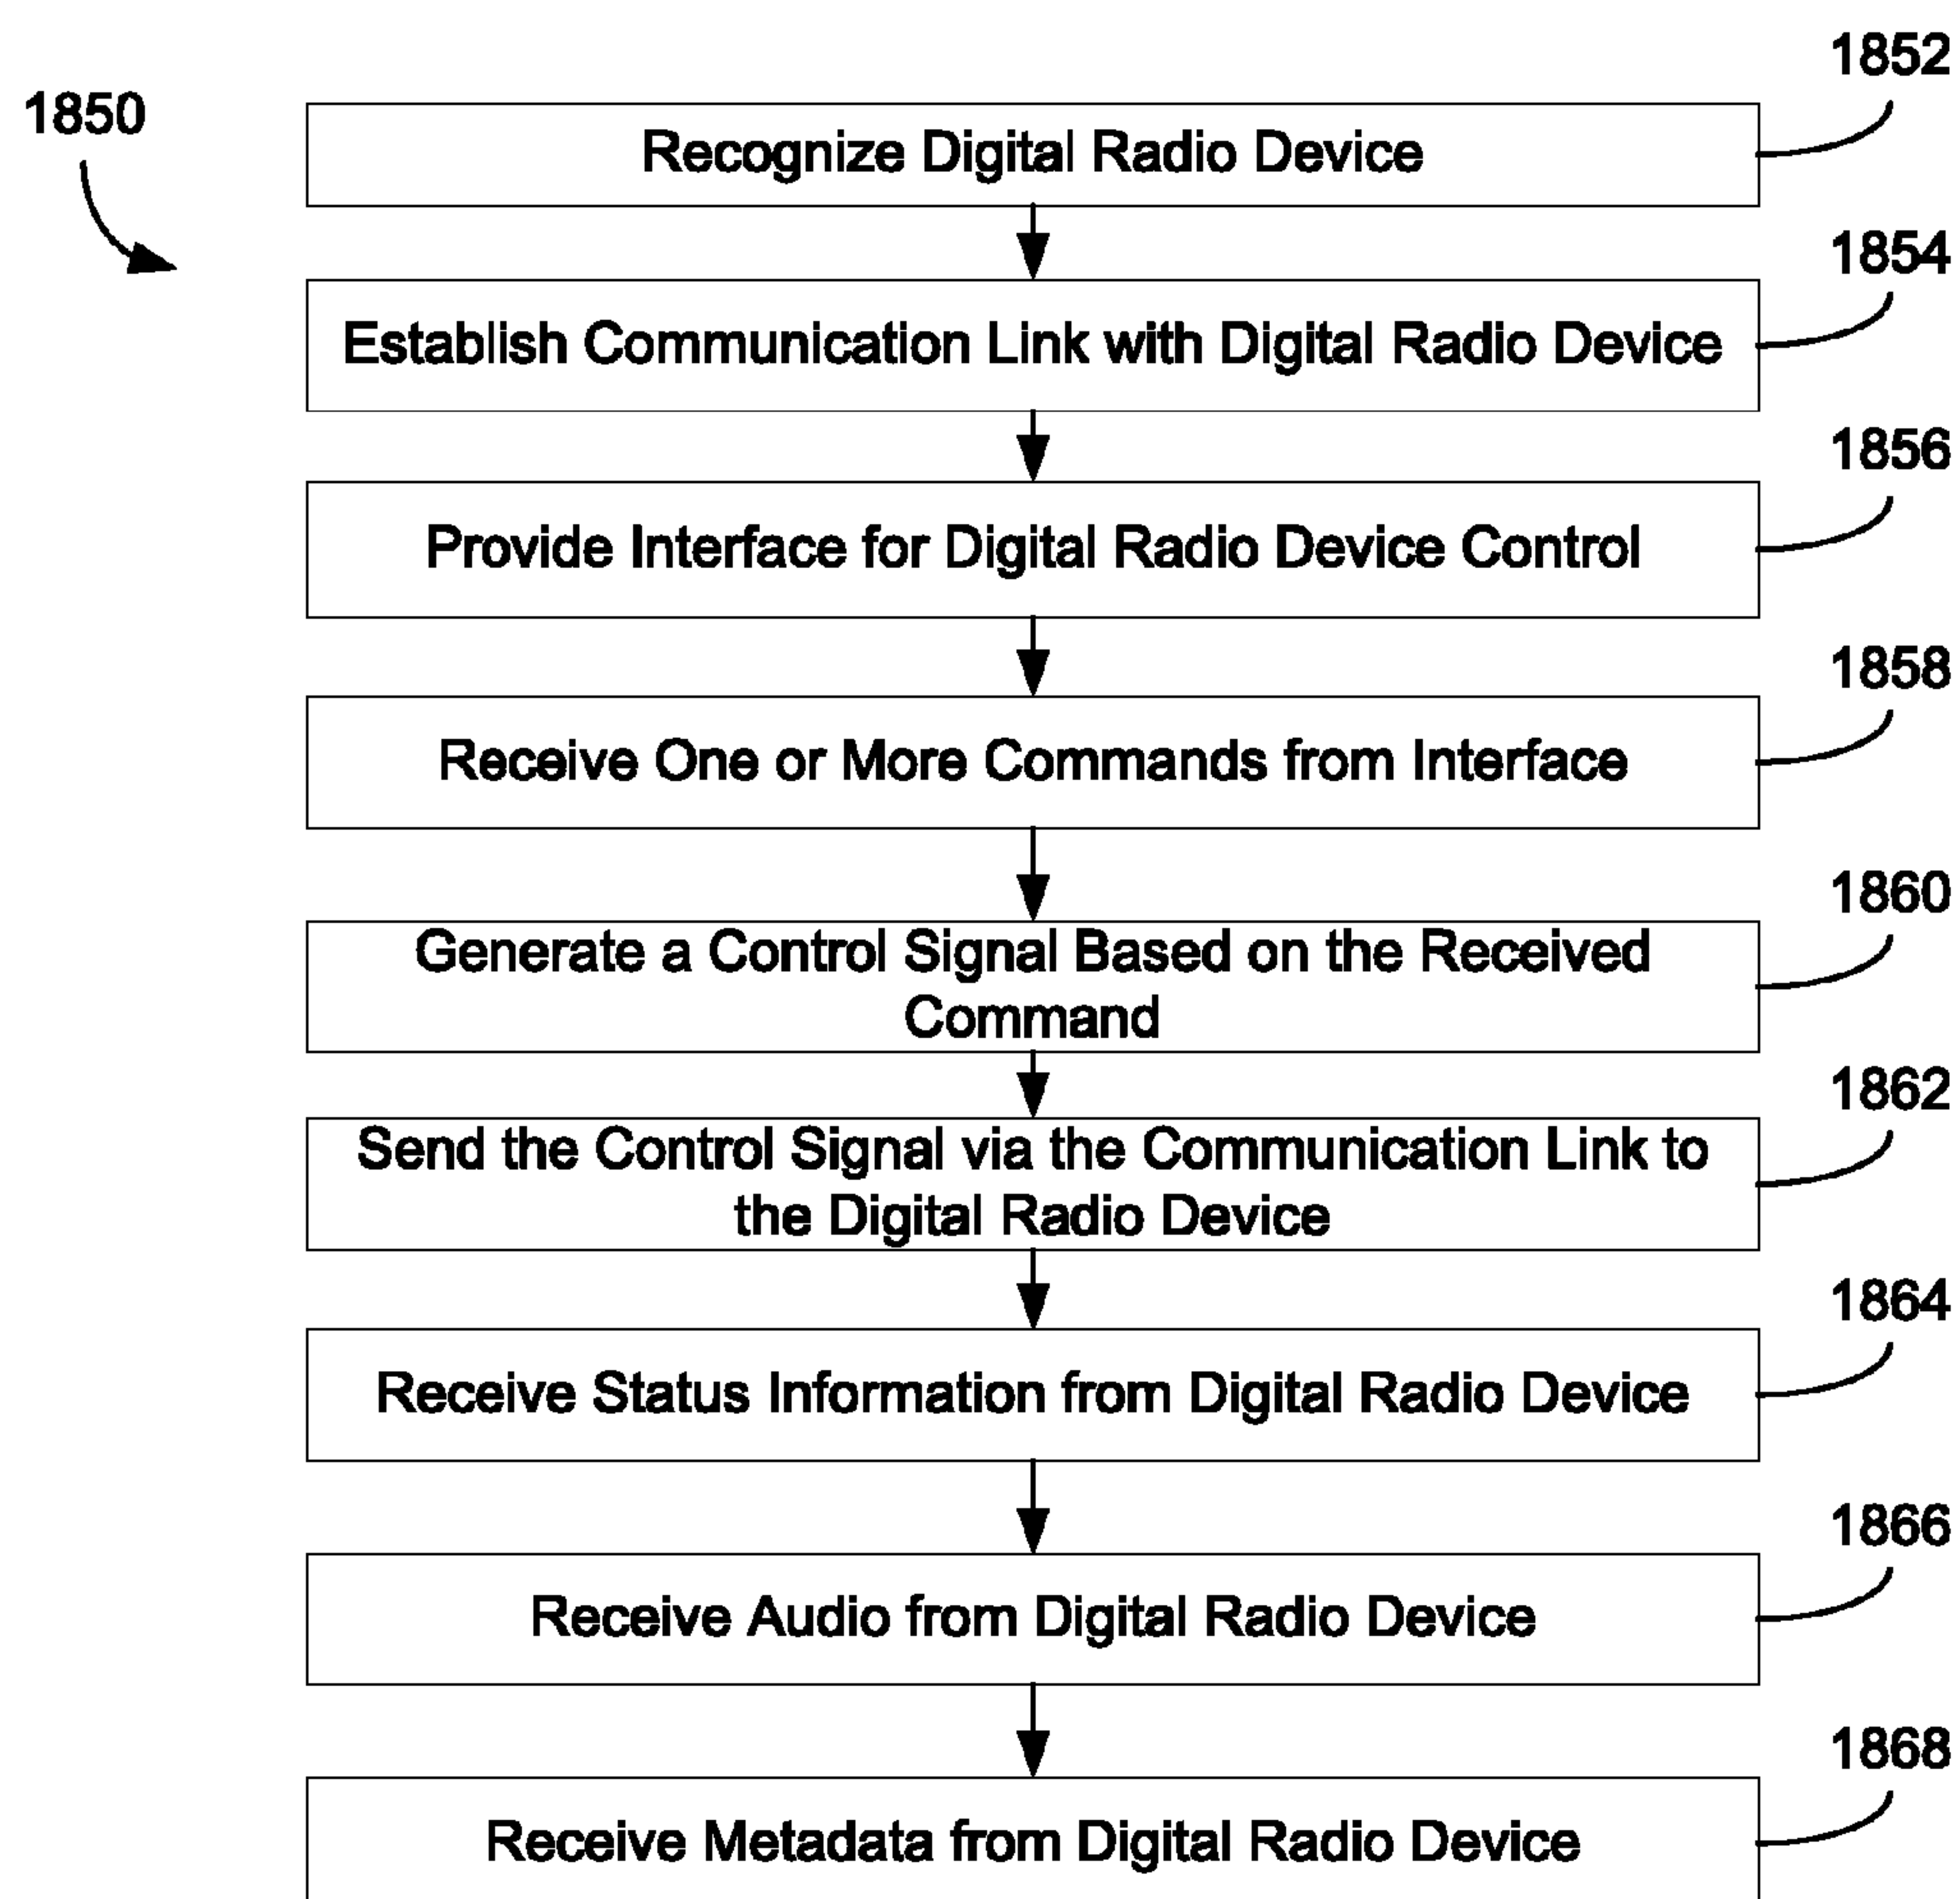 1850
1852
Recognize Digital Radio Device
1854
Establish Communication Link with Digital Radio Device
1856
Provide Interface for Digital Radio Device Control
1858
Receive One or More Commands from Interface
1860
Generate a Control Signal Based on the Received
Command
1862
Send the Control Signal via the Communication Link to
the Digital Radio Device
1864
Receive Status Information from Digital Radio Device
1866
Receive Audio from Digital Radio Device
1868
Receive Metadata from Digital Radio Device